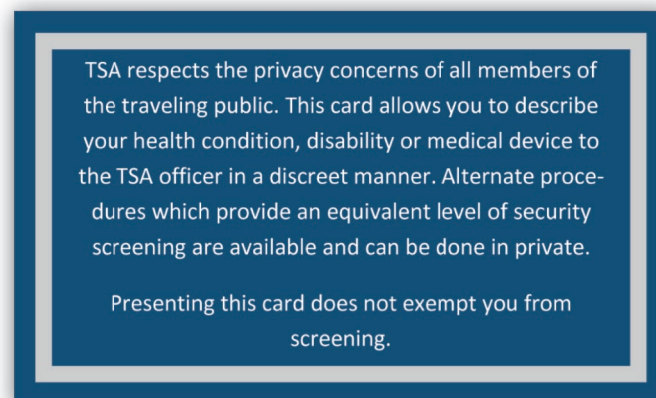 TSA respects the privacy concerns of all members of
the traveling public. This card allows you to describe
your health condition, disability or medical device to
the TSA officer in a discreet manner. Alternate proce-
dures which provide an equivalent level of security
screening are available and can be done in private.
Presenting this card does not exempt you from
screening.